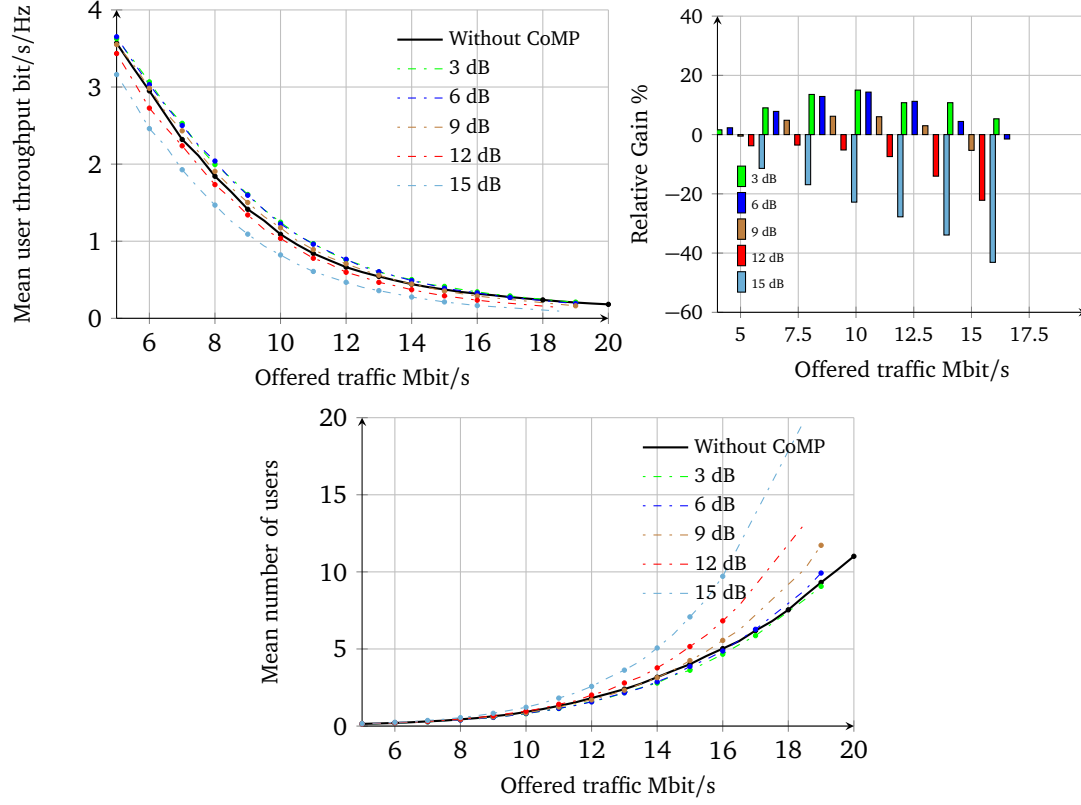 4
3
2
1
0
6 8 10 12 14 16 18 20
Mean user throughput bit/s/Hz
Offered traffic Mbit/s
Without CoMP
3 dB
6 dB
9 dB
12 dB
15 dB
40
20
0
−20
−40
−60
5 7.5 10 12.5 15 17.5
Relative Gain %
Offered traffic Mbit/s
3 dB
6 dB
9 dB
12 dB
15 dB
20
15
10
5
0
6 8 10 12 14 16 18 20
Mean number of users
Offered traffic Mbit/s
Without CoMP
3 dB
6 dB
9 dB
12 dB
15 dB